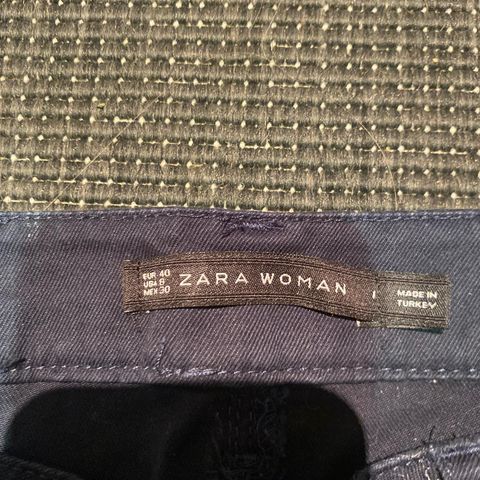 EUR 40
USA 8
MEX 30
ZARA WOMAN
MADE IN
TURKEY